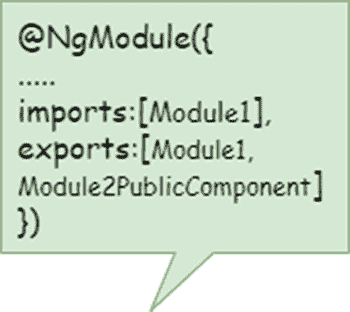 @NgModule({
.....
imports:[Module1],
exports:[Module1,
Module2PublicComponent]
})